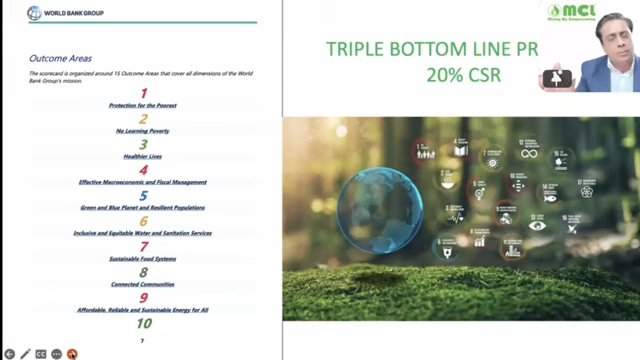 WORLD BANK GROUP
Outcome Areas
The scorecard is organized around 15 Outcome Areas that cover all dimensions of the World
Bank Group's mission.
1
Protection for the Poorest
2
No Learning Poverty
3
Healthier Lives
4
Effective Macroeconomic and Fiscal Management
5
Green and Blue Planet and Resilient Populations
6
Inclusive and Equitable Water and Sanitation Services
7
Sustainable Food Systems
8
Connected Communities
9
Affordable, Reliable and Sustainable Energy for All
10
MCL
TRIPLE BOTTOM LINE PR
20% CSR